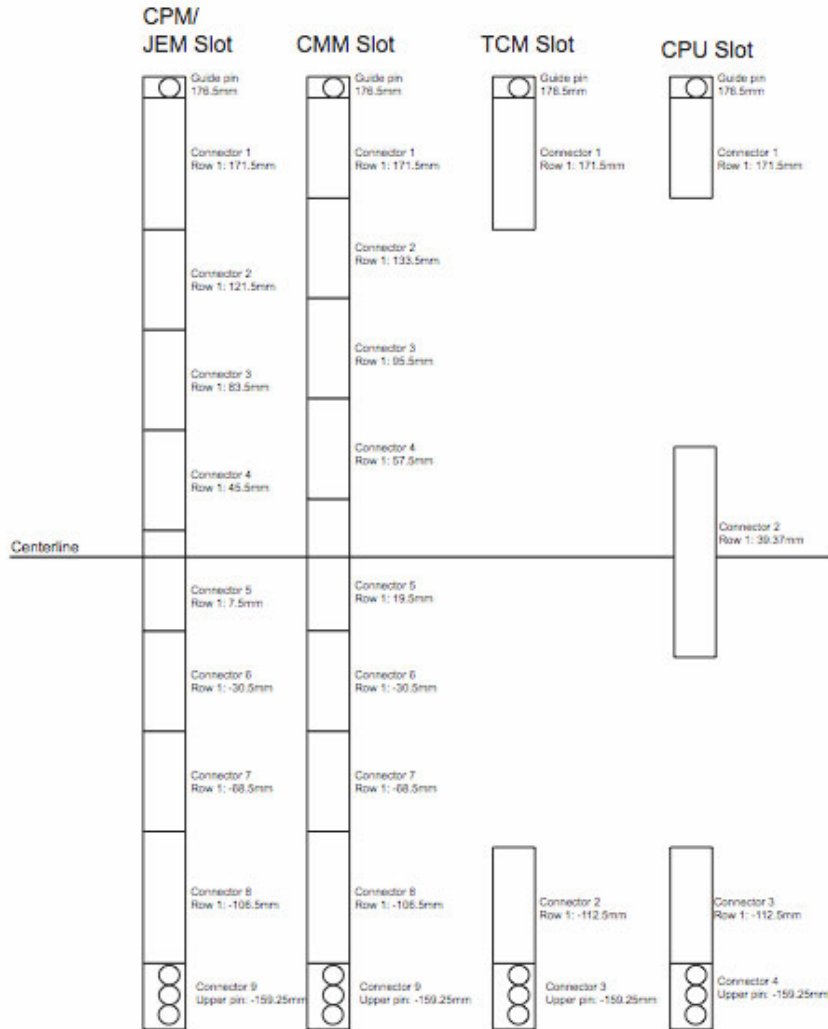 CPM/
JEM Slot
CMM Slot
TCM Slot
CPU Slot
Guide pin
176.5mm
Guide pin
176.5mm
Guide pin
176.5mm
Guide pin
176.5mm
Connector 1
Row 1: 171.5mm
Connector 1
Row 1: 171.5mm
Connector 1
Row 1: 171.5mm
Connector 1
Row 1: 171.5mm
Connector 2
Row 1: 121.5mm
Connector 2
Row 1: 133.5mm
Connector 3
Row 1: 83.5mm
Connector 3
Row 1: 95.5mm
Connector 4
Row 1: 45.5mm
Connector 4
Row 1: 57.5mm
Connector 2
Row 1: 39.37mm
Centerline
Connector 5
Row 1: 7.5mm
Connector 5
Row 1: 19.5mm
Connector 6
Row 1: -30.5mm
Connector 6
Row 1: -30.5mm
Connector 7
Row 1: -68.5mm
Connector 7
Row 1: -68.5mm
Connector 8
Row 1: -106.5mm
Connector 8
Row 1: -106.5mm
Connector 2
Row 1: -112.5mm
Connector 3
Row 1: -112.5mm
Connector 9
Upper pin: -159.25mm
Connector 9
Upper pin: -159.25mm
Connector 3
Upper pin: -159.25mm
Connector 4
Upper pin: -159.25mm